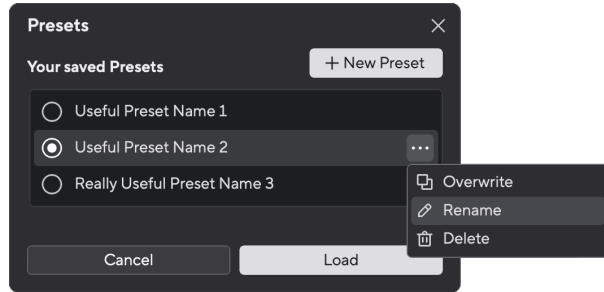 Presets
Your saved Presets
+ New Preset
Useful Preset Name 1
Useful Preset Name 2
Really Useful Preset Name 3
Overwrite
Rename
Delete
Cancel
Load